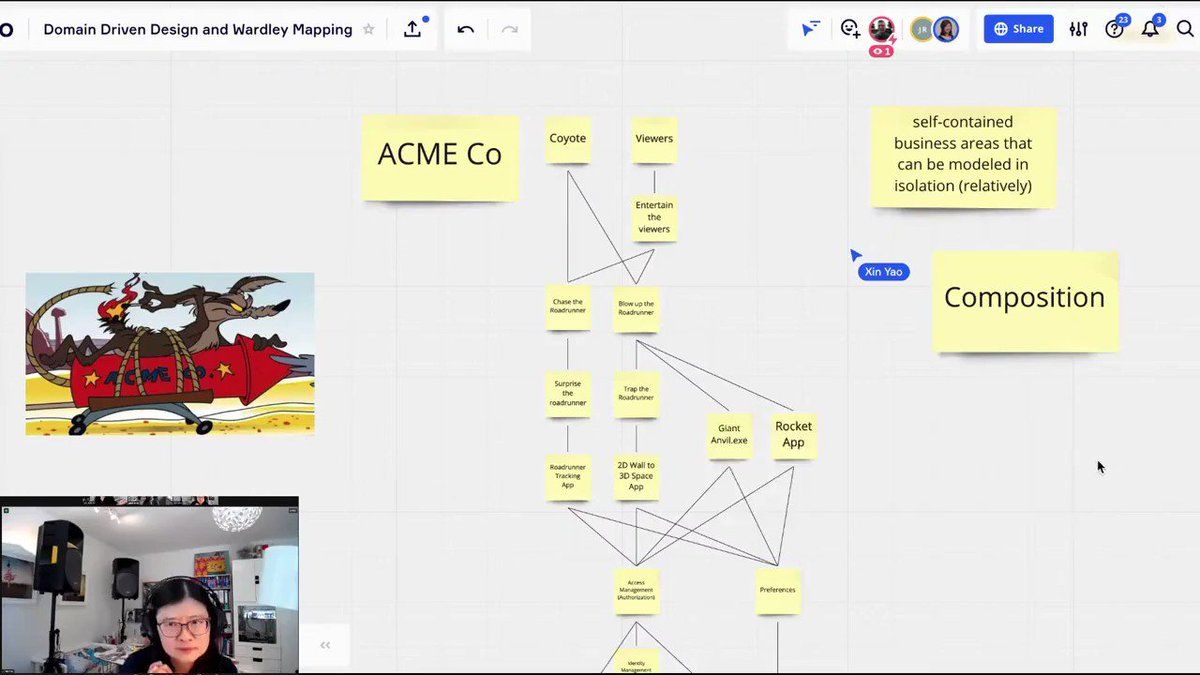 Domain Driven Design and Wardley Mapping
JR
1
Share
23
3
ACME Co
Coyote
Viewers
self-contained
business areas that
can be modeled in
isolation (relatively)
Entertain
the
viewers
Xin Yao
Composition
Chase the
Roadrunner
Blow up the
Roadrunner
ACME CO.
Surprise
the
roadrunner
Trap the
Roadrunner
Giant
Anvil.exe
Rocket
App
Roadrunner
Tracking
App
2D Wall to
3D Space
App
Access
Management
(Authorization)
Preferences
Identity
Management